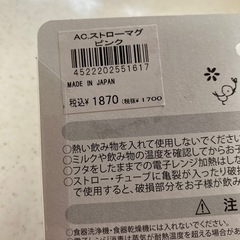 AC.ストローマグ
ピンク
4522202551617
MADE IN JAPAN
税込¥1870(税抜¥1700
○熱い飲み物を入れて使用しないでください
○ミルクや飲み物の温度を確認してからお子
○フタをしたままでの電子レンジ加熱はし
○ストロー・チューブに亀裂が入ったり破
で使用すると、破損部分をお子様が飲み
注
○食器洗浄機・食器乾燥機には入れないでくださ